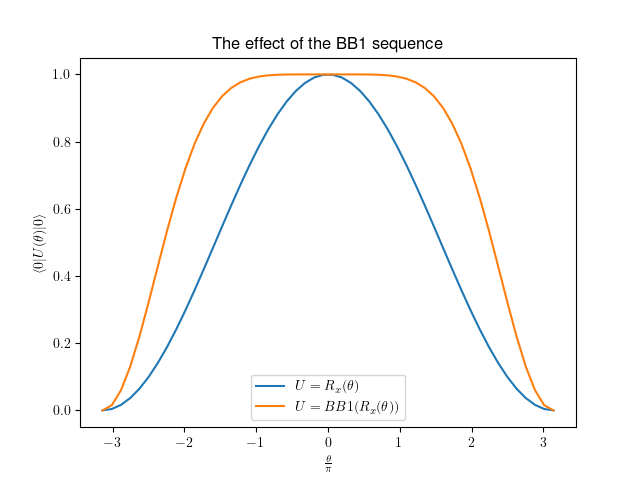 The effect of the BB1 sequence
1.0
0.8
0.6
0.4
0.2
0.0
⟨0|U(θ)|0⟩
U = R_x(θ)
U = BB1(R_x(θ))
−3 −2 −1 0 1 2 3
θ/π